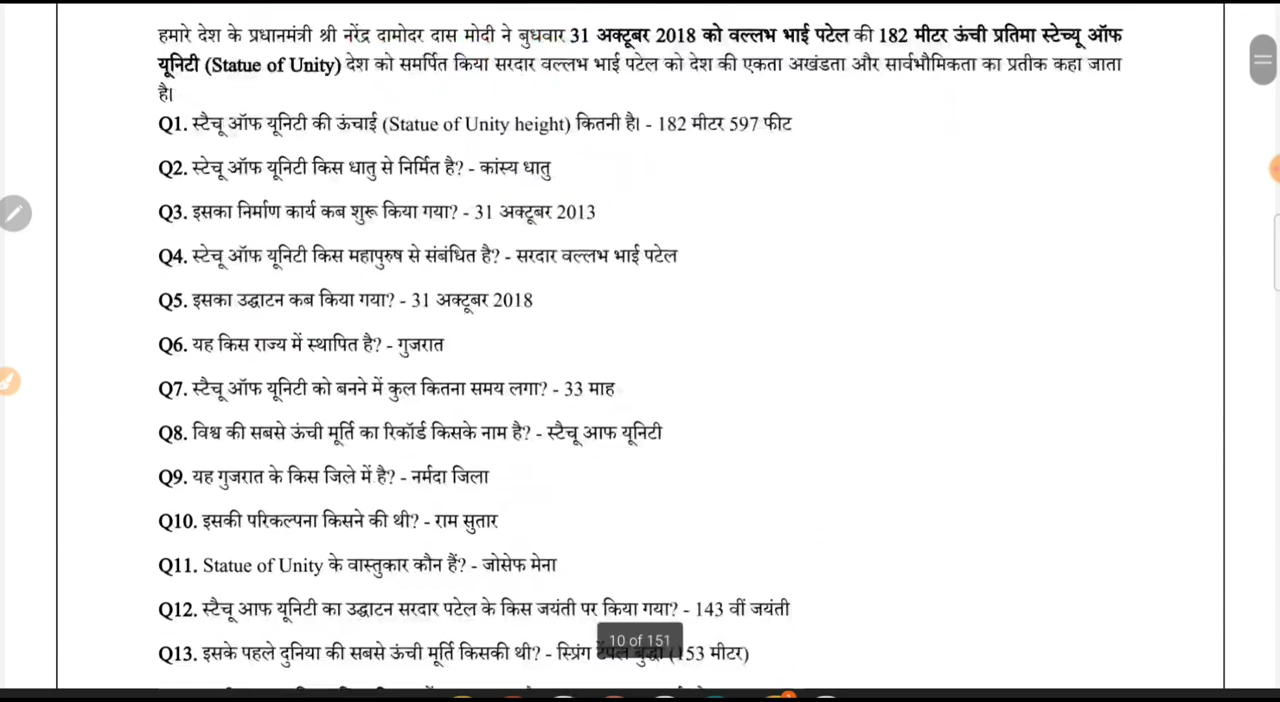 हमारे देश के प्रधानमंत्री श्री नरेंद्र दामोदर दास मोदी ने बुधवार 31 अक्टूबर 2018 को वल्लभ भाई पटेल की 182 मीटर ऊंची प्रतिमा स्टेच्यू ऑफ
यूनिटी (Statue of Unity) देश को समर्पित किया सरदार वल्लभ भाई पटेल को देश की एकता अखंडता और सार्वभौमिकता का प्रतीक कहा जाता
है।
Q1. स्टैचू ऑफ यूनिटी की ऊंचाई (Statue of Unity height) कितनी है। - 182 मीटर 597 फीट
Q2. स्टेचू ऑफ यूनिटी किस धातु से निर्मित है? - कांस्य धातु
Q3. इसका निर्माण कार्य कब शुरू किया गया? - 31 अक्टूबर 2013
Q4. स्टेचू ऑफ यूनिटी किस महापुरुष से संबंधित है? - सरदार वल्लभ भाई पटेल
Q5. इसका उद्घाटन कब किया गया? - 31 अक्टूबर 2018
Q6. यह किस राज्य में स्थापित है? - गुजरात
Q7. स्टैचू ऑफ यूनिटी को बनने में कुल कितना समय लगा? - 33 माह
Q8. विश्व की सबसे ऊंची मूर्ति का रिकॉर्ड किसके नाम है? - स्टैचू आफ यूनिटी
Q9. यह गुजरात के किस जिले में है? - नर्मदा जिला
Q10. इसकी परिकल्पना किसने की थी? - राम सुतार
Q11. Statue of Unity के वास्तुकार कौन हैं? - जोसेफ मेना
Q12. स्टैचू आफ यूनिटी का उद्घाटन सरदार पटेल के किस जयंती पर किया गया? - 143 वीं जयंती
10 of 151
Q13. इसके पहले दुनिया की सबसे ऊंची मूर्ति किसकी थी? - स्प्रिंग टेंपल बुद्धा (153 मीटर)